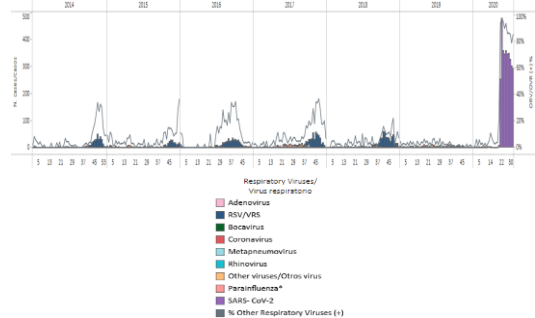 2014 2015 2016 2017 2018 2019 2020
500 100%
400 80%
300 60%
200 40%
100 20%
0 0%
N. cases/casos
5 13 21 29 37 45 53 5 13 21 29 37 45 5 13 21 29 37 45 5 13 21 29 37 45 5 13 21 29 37 45 5 13 21 29 37 45 5 14 22 30
Respiratory Viruses/
Virus respiratorio
Adenovirus
RSV/VRS
Bocavirus
Coronavirus
Metapneumovirus
Rhinovirus
Other viruses/Otros virus
Parainfluenza*
SARS- CoV-2
% Other Respiratory Viruses (+)